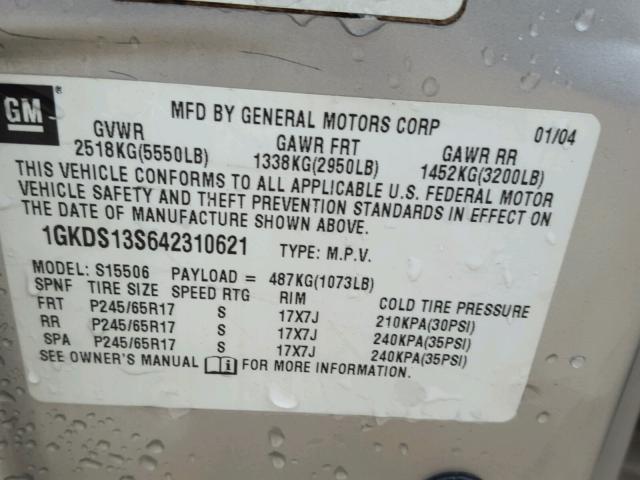 GM®
MFD BY GENERAL MOTORS CORP 01/04
GVWR GAWR FRT GAWR RR
2518KG(5550LB) 1338KG(2950LB) 1452KG(3200LB)
THIS VEHICLE CONFORMS TO ALL APPLICABLE U.S. FEDERAL MOTOR
VEHICLE SAFETY AND THEFT PREVENTION STANDARDS IN EFFECT ON
THE DATE OF MANUFACTURE SHOWN ABOVE.
1GKDS13S642310621 TYPE: M.P.V.
MODEL: S15506 PAYLOAD = 487KG(1073LB)
SPNF TIRE SIZE SPEED RTG RIM COLD TIRE PRESSURE
FRT P245/65R17 S 17X7J 210KPA(30PSI)
RR P245/65R17 S 17X7J 240KPA(35PSI)
SPA P245/65R17 S 17X7J 240KPA(35PSI)
SEE OWNER'S MANUAL FOR MORE INFORMATION.